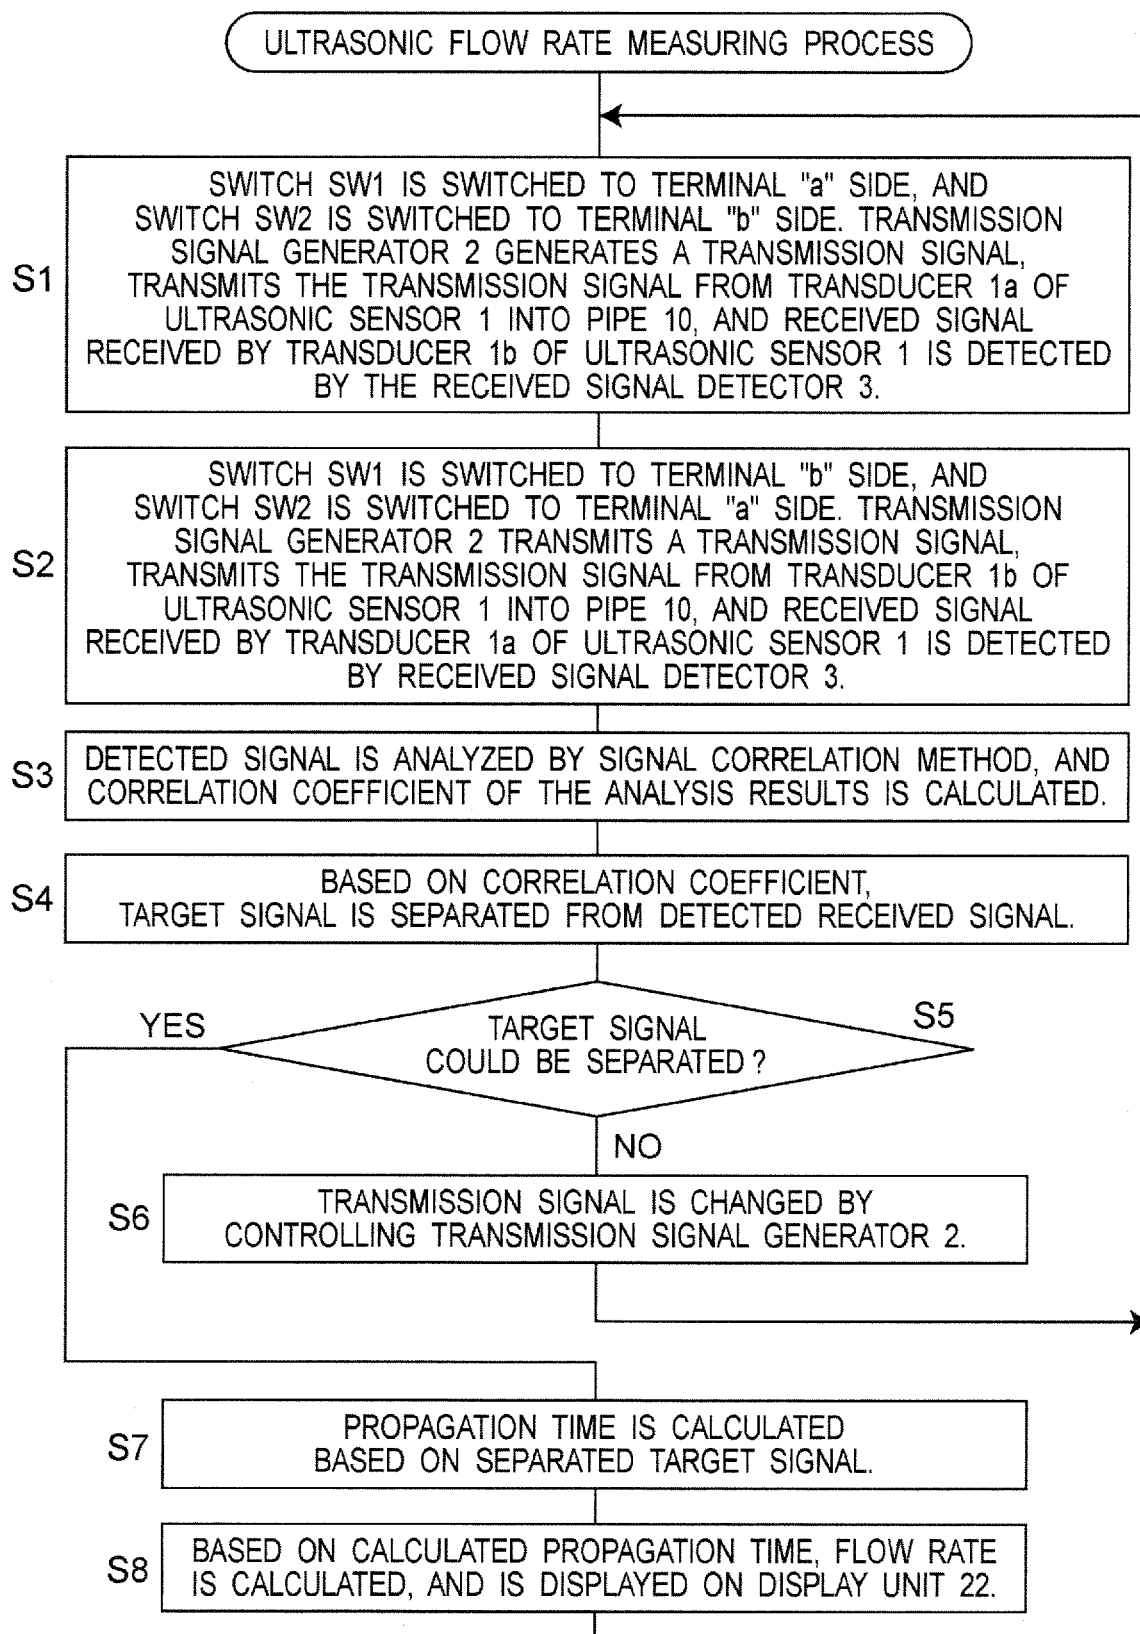 ULTRASONIC FLOW RATE MEASURING PROCESS
S1
SWITCH SW1 IS SWITCHED TO TERMINAL "a" SIDE, AND
SWITCH SW2 IS SWITCHED TO TERMINAL "b" SIDE. TRANSMISSION
SIGNAL GENERATOR 2 GENERATES A TRANSMISSION SIGNAL,
TRANSMITS THE TRANSMISSION SIGNAL FROM TRANSDUCER 1a OF
ULTRASONIC SENSOR 1 INTO PIPE 10, AND RECEIVED SIGNAL
RECEIVED BY TRANSDUCER 1b OF ULTRASONIC SENSOR 1 IS DETECTED
BY THE RECEIVED SIGNAL DETECTOR 3.
S2
SWITCH SW1 IS SWITCHED TO TERMINAL "b" SIDE, AND
SWITCH SW2 IS SWITCHED TO TERMINAL "a" SIDE. TRANSMISSION
SIGNAL GENERATOR 2 TRANSMITS A TRANSMISSION SIGNAL,
TRANSMITS THE TRANSMISSION SIGNAL FROM TRANSDUCER 1b OF
ULTRASONIC SENSOR 1 INTO PIPE 10, AND RECEIVED SIGNAL
RECEIVED BY TRANSDUCER 1a OF ULTRASONIC SENSOR 1 IS DETECTED
BY RECEIVED SIGNAL DETECTOR 3.
S3
DETECTED SIGNAL IS ANALYZED BY SIGNAL CORRELATION METHOD, AND
CORRELATION COEFFICIENT OF THE ANALYSIS RESULTS IS CALCULATED.
S4
BASED ON CORRELATION COEFFICIENT,
TARGET SIGNAL IS SEPARATED FROM DETECTED RECEIVED SIGNAL.
YES
S5
TARGET SIGNAL
COULD BE SEPARATED ?
NO
S6
TRANSMISSION SIGNAL IS CHANGED BY
CONTROLLING TRANSMISSION SIGNAL GENERATOR 2.
S7
PROPAGATION TIME IS CALCULATED
BASED ON SEPARATED TARGET SIGNAL.
S8
BASED ON CALCULATED PROPAGATION TIME, FLOW RATE
IS CALCULATED, AND IS DISPLAYED ON DISPLAY UNIT 22.